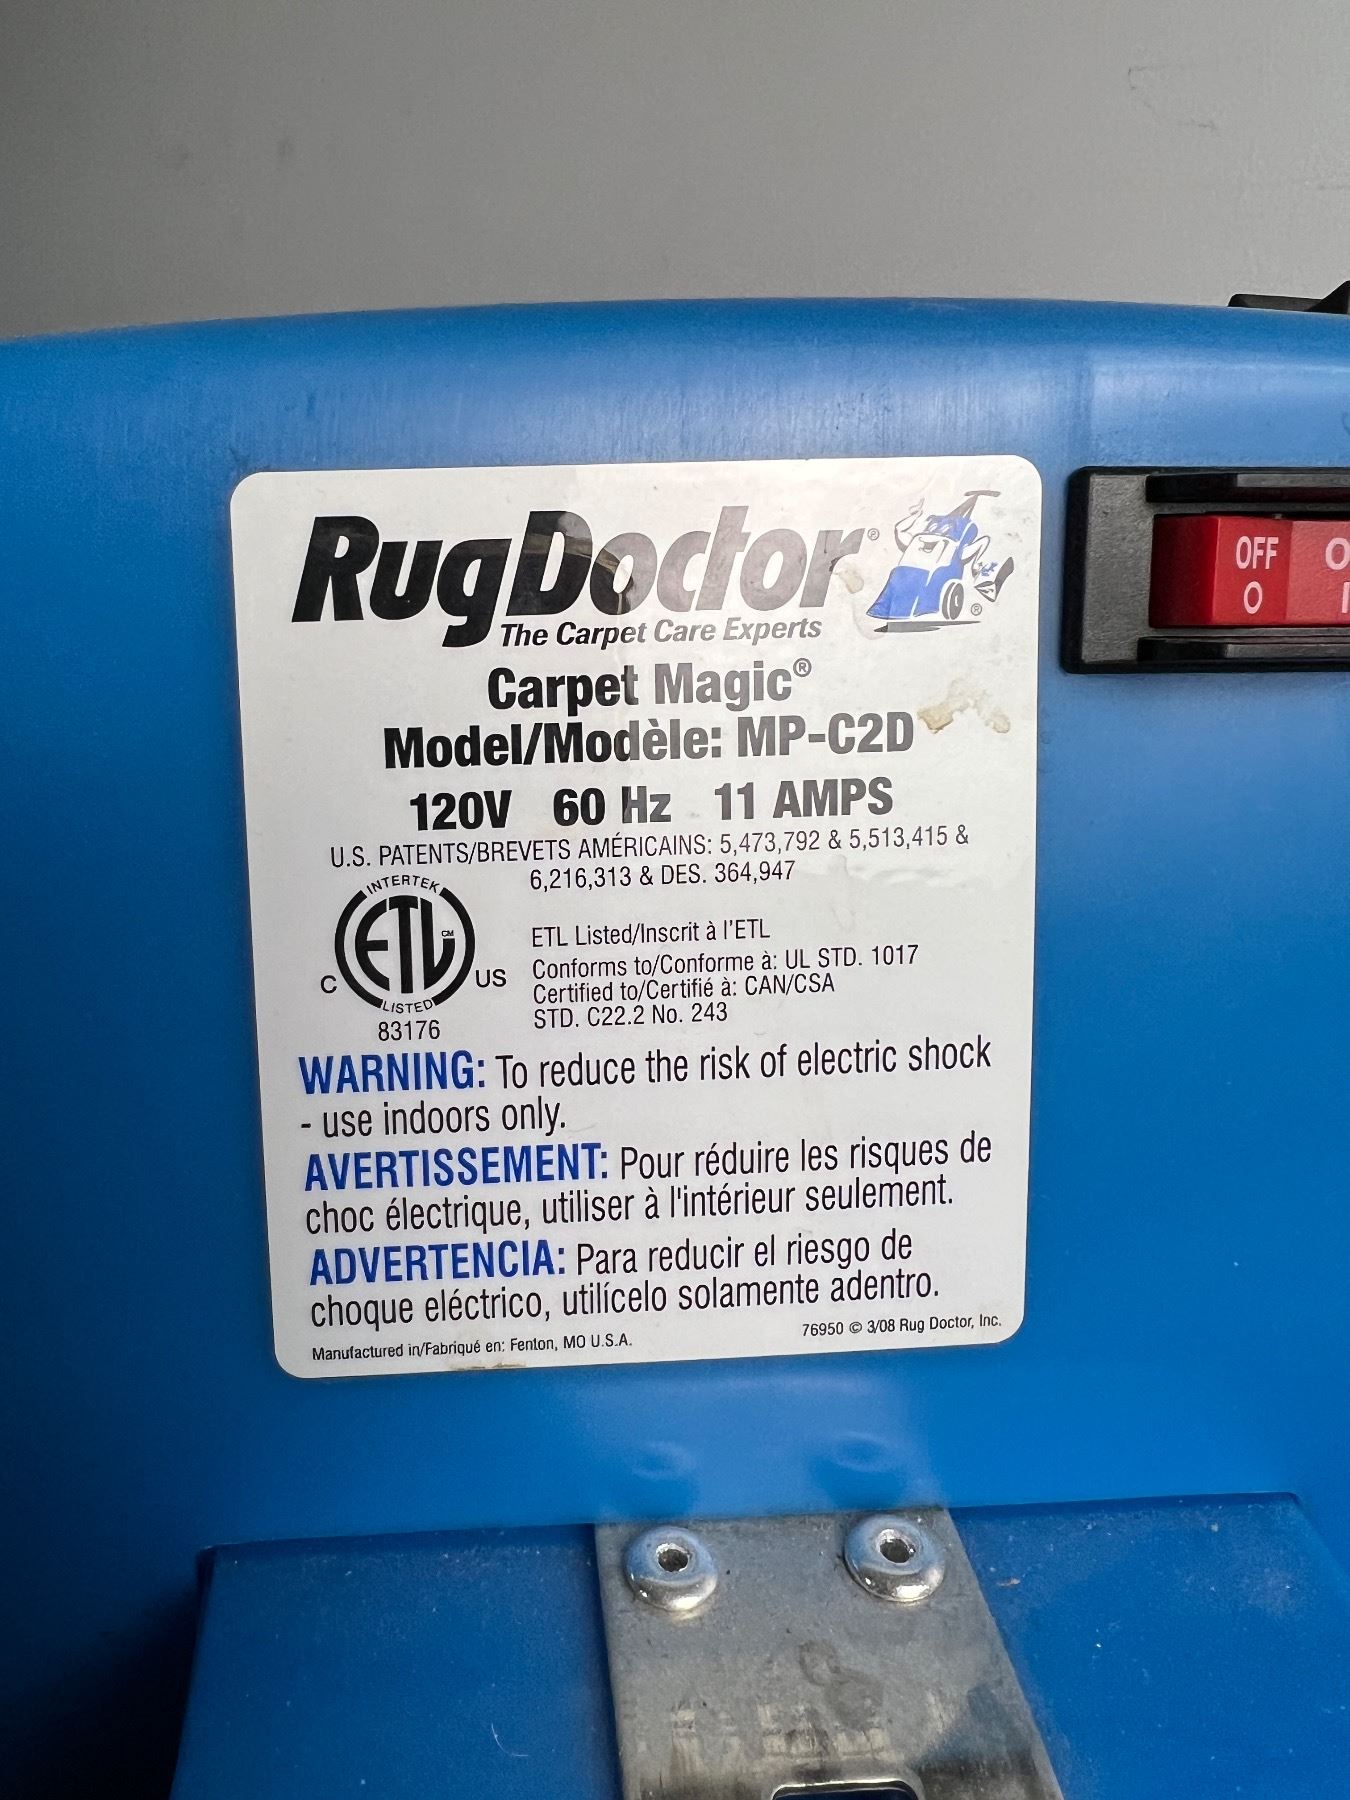 RugDoctor®
®
The Carpet Care Experts
Carpet Magic®
Model/Modèle: MP-C2D
120V 60 Hz 11 AMPS
U.S. PATENTS/BREVETS AMÉRICAINS: 5,473,792 & 5,513,415 &
6,216,313 & DES. 364,947
INTERTEK
ETL CM
C US
LISTED
83176
ETL Listed/Inscrit à l'ETL
Conforms to/Conforme à: UL STD. 1017
Certified to/Certifié à: CAN/CSA
STD. C22.2 No. 243
WARNING: To reduce the risk of electric shock
- use indoors only.
AVERTISSEMENT: Pour réduire les risques de
choc électrique, utiliser à l'intérieur seulement.
ADVERTENCIA: Para reducir el riesgo de
choque eléctrico, utilícelo solamente adentro.
Manufactured in/Fabriqué en: Fenton, MO U.S.A.
76950 © 3/08 Rug Doctor, Inc.
OFF
O